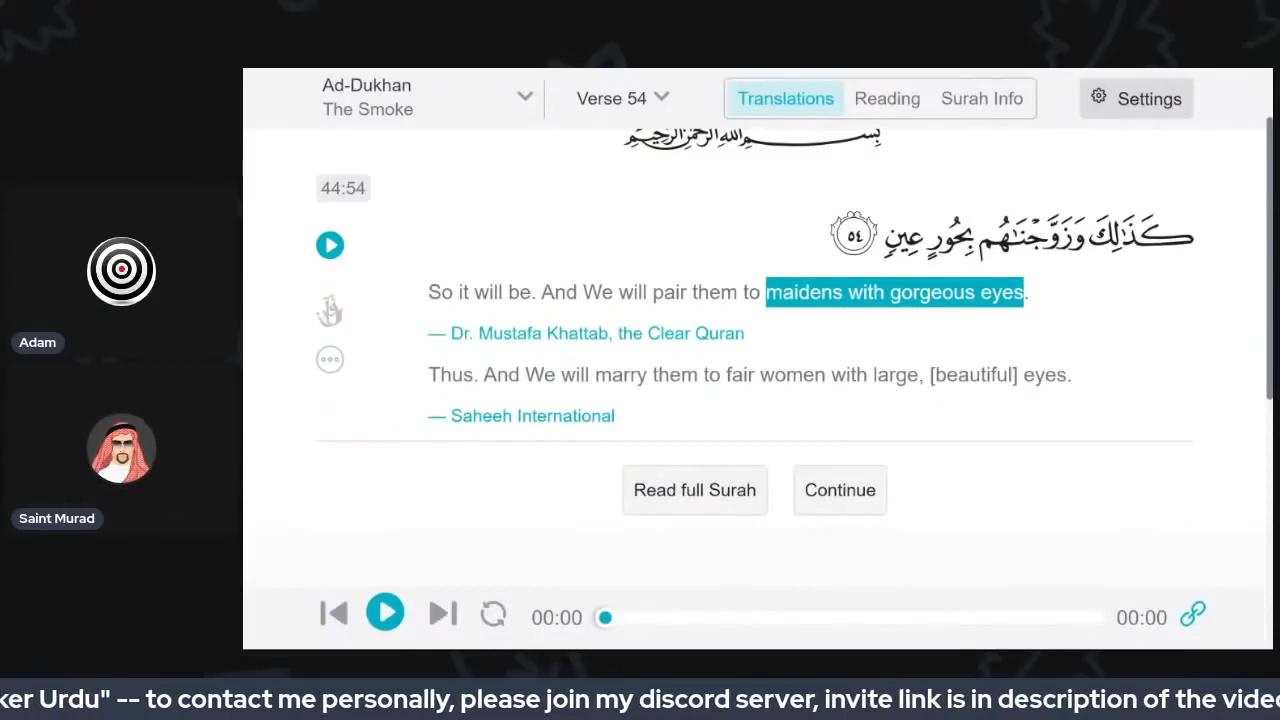 Ad-Dukhan
The Smoke
Verse 54
Translations
Reading
Surah Info
Settings
بِسْمِ اللهِ الرَّحْمٰنِ الرَّحِيْمِ
44:54
كَذَٰلِكَ وَزَوَّجْنَـٰهُم بِحُورٍ عِينٍۢ ٥٤
So it will be. And We will pair them to maidens with gorgeous eyes.
— Dr. Mustafa Khattab, the Clear Quran
Thus. And We will marry them to fair women with large, [beautiful] eyes.
— Saheeh International
Read full Surah
Continue
00:00
00:00
Adam
Saint Murad
ker Urdu" -- to contact me personally, please join my discord server, invite link is in description of the vide